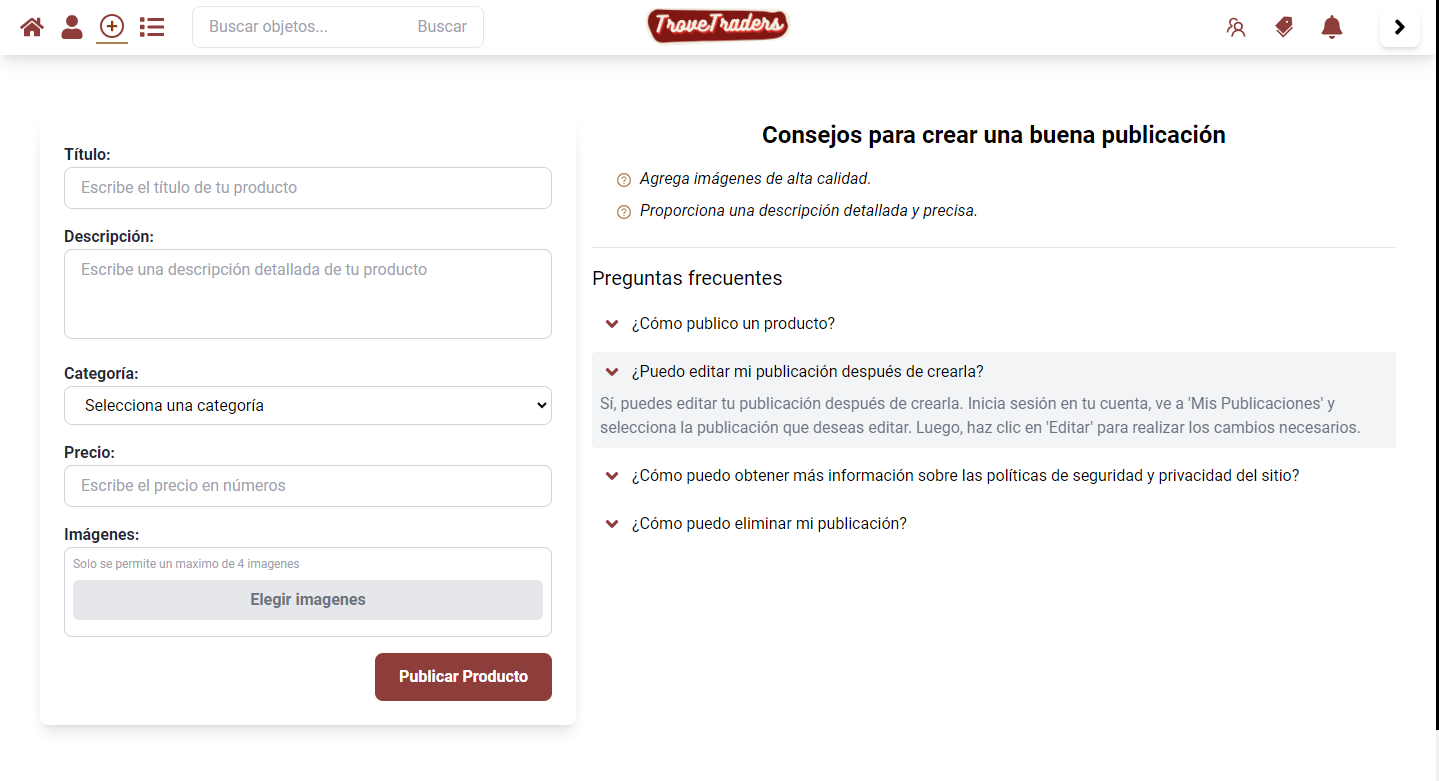 Buscar objetos...
Buscar
TroveTraders
Título:
Escribe el título de tu producto
Descripción:
Escribe una descripción detallada de tu producto
Categoría:
Selecciona una categoría
Precio:
Escribe el precio en números
Imágenes:
Solo se permite un maximo de 4 imagenes
Elegir imagenes
Publicar Producto
Consejos para crear una buena publicación
Agrega imágenes de alta calidad.
Proporciona una descripción detallada y precisa.
Preguntas frecuentes
¿Cómo publico un producto?
¿Puedo editar mi publicación después de crearla?
Sí, puedes editar tu publicación después de crearla. Inicia sesión en tu cuenta, ve a 'Mis Publicaciones' y
selecciona la publicación que deseas editar. Luego, haz clic en 'Editar' para realizar los cambios necesarios.
¿Cómo puedo obtener más información sobre las políticas de seguridad y privacidad del sitio?
¿Cómo puedo eliminar mi publicación?